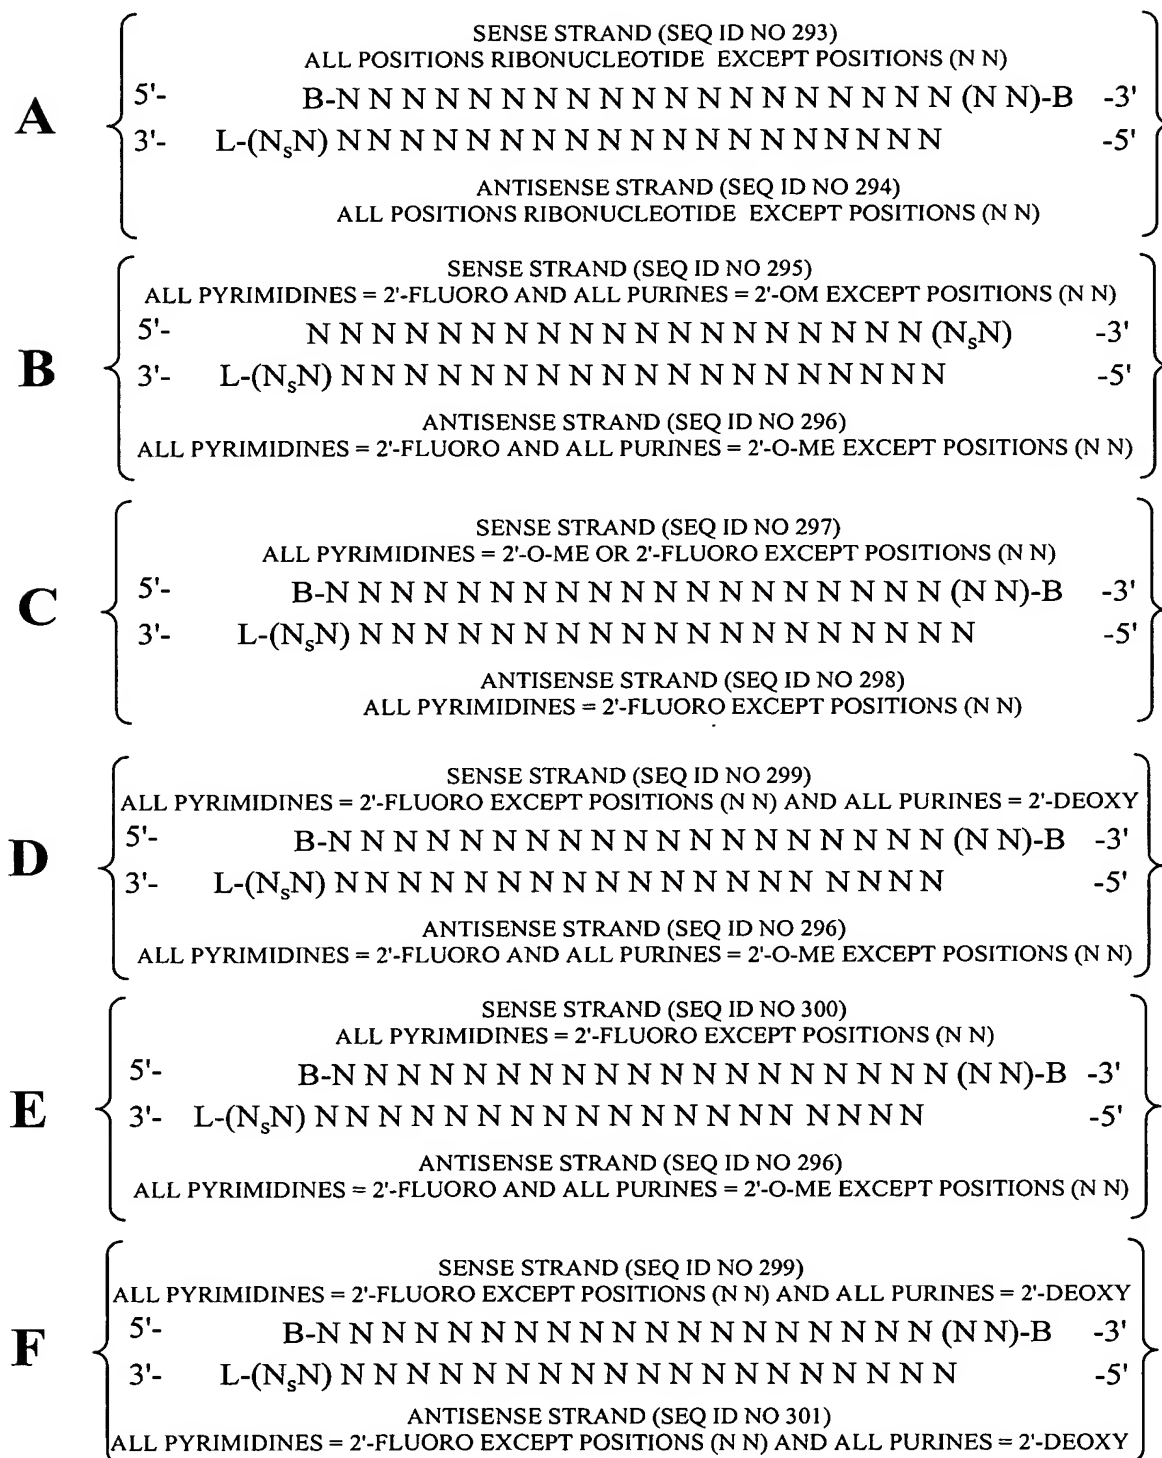 A
SENSE STRAND (SEQ ID NO 293)
ALL POSITIONS RIBONUCLEOTIDE EXCEPT POSITIONS (N N)
5'- B-N N N N N N N N N N N N N N N N N N N (N N)-B -3'
3'- L-(NsN) N N N N N N N N N N N N N N N N N N N -5'
ANTISENSE STRAND (SEQ ID NO 294)
ALL POSITIONS RIBONUCLEOTIDE EXCEPT POSITIONS (N N)
B
SENSE STRAND (SEQ ID NO 295)
ALL PYRIMIDINES = 2'-FLUORO AND ALL PURINES = 2'-OM EXCEPT POSITIONS (N N)
5'- N N N N N N N N N N N N N N N N N N N (NsN) -3'
3'- L-(NsN) N N N N N N N N N N N N N N N N N N N -5'
ANTISENSE STRAND (SEQ ID NO 296)
ALL PYRIMIDINES = 2'-FLUORO AND ALL PURINES = 2'-O-ME EXCEPT POSITIONS (N N)
C
SENSE STRAND (SEQ ID NO 297)
ALL PYRIMIDINES = 2'-O-ME OR 2'-FLUORO EXCEPT POSITIONS (N N)
5'- B-N N N N N N N N N N N N N N N N N N N (N N)-B -3'
3'- L-(NsN) N N N N N N N N N N N N N N N N N N N -5'
ANTISENSE STRAND (SEQ ID NO 298)
ALL PYRIMIDINES = 2'-FLUORO EXCEPT POSITIONS (N N)
D
SENSE STRAND (SEQ ID NO 299)
ALL PYRIMIDINES = 2'-FLUORO EXCEPT POSITIONS (N N) AND ALL PURINES = 2'-DEOXY
5'- B-N N N N N N N N N N N N N N N N N N N (N N)-B -3'
3'- L-(NsN) N N N N N N N N N N N N N N N N N N N -5'
ANTISENSE STRAND (SEQ ID NO 296)
ALL PYRIMIDINES = 2'-FLUORO AND ALL PURINES = 2'-O-ME EXCEPT POSITIONS (N N)
E
SENSE STRAND (SEQ ID NO 300)
ALL PYRIMIDINES = 2'-FLUORO EXCEPT POSITIONS (N N)
5'- B-N N N N N N N N N N N N N N N N N N N (N N)-B -3'
3'- L-(NsN) N N N N N N N N N N N N N N N N N N N -5'
ANTISENSE STRAND (SEQ ID NO 296)
ALL PYRIMIDINES = 2'-FLUORO AND ALL PURINES = 2'-O-ME EXCEPT POSITIONS (N N)
F
SENSE STRAND (SEQ ID NO 299)
ALL PYRIMIDINES = 2'-FLUORO EXCEPT POSITIONS (N N) AND ALL PURINES = 2'-DEOXY
5'- B-N N N N N N N N N N N N N N N N N N N (N N)-B -3'
3'- L-(NsN) N N N N N N N N N N N N N N N N N N N -5'
ANTISENSE STRAND (SEQ ID NO 301)
ALL PYRIMIDINES = 2'-FLUORO EXCEPT POSITIONS (N N) AND ALL PURINES = 2'-DEOXY